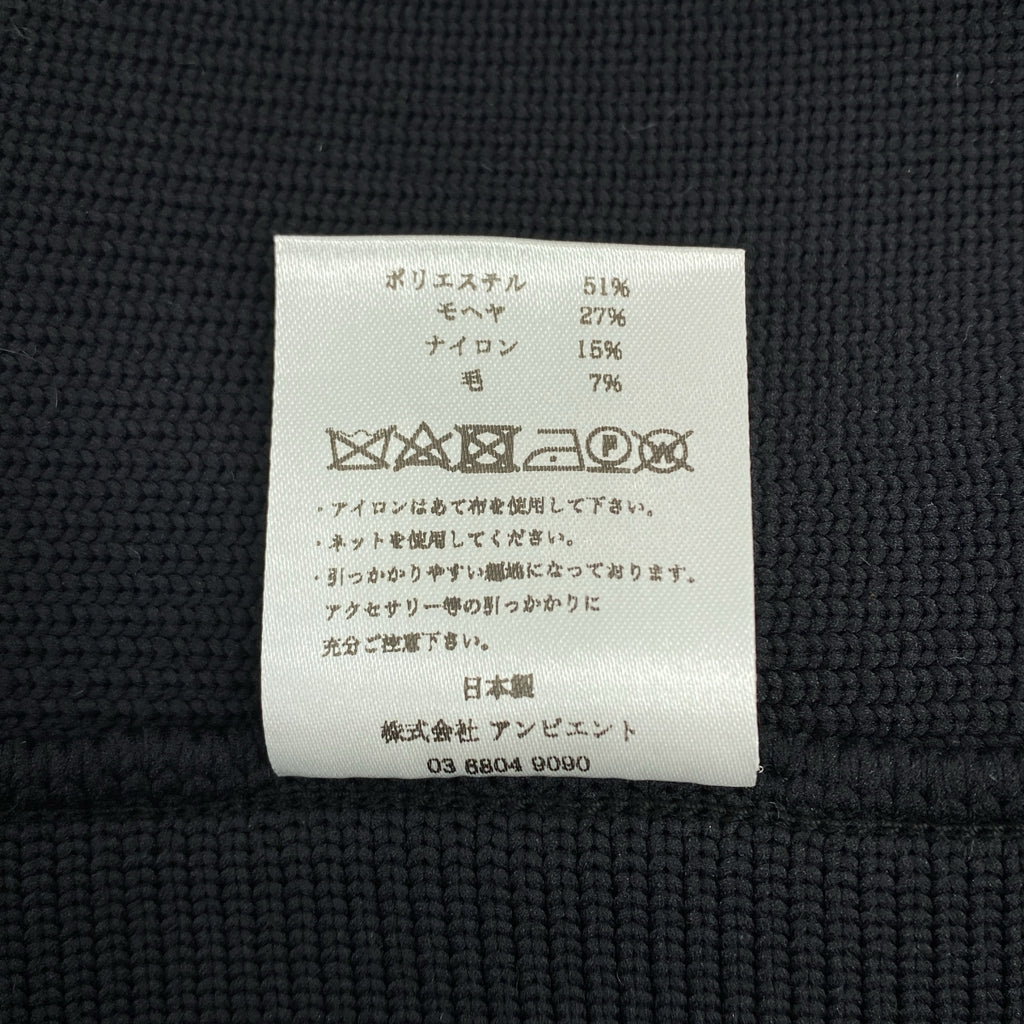 ポリエステル 51%
モヘヤ 27%
ナイロン 15%
毛 7%
P W
・アイロンはあて布を使用して下さい。
・ネットを使用してください。
・引っかかりやすい編地になっております。
アクセサリー等の引っかかりに
充分ご注意下さい。
日本製
株式会社 アンビエント
03 6804 9090